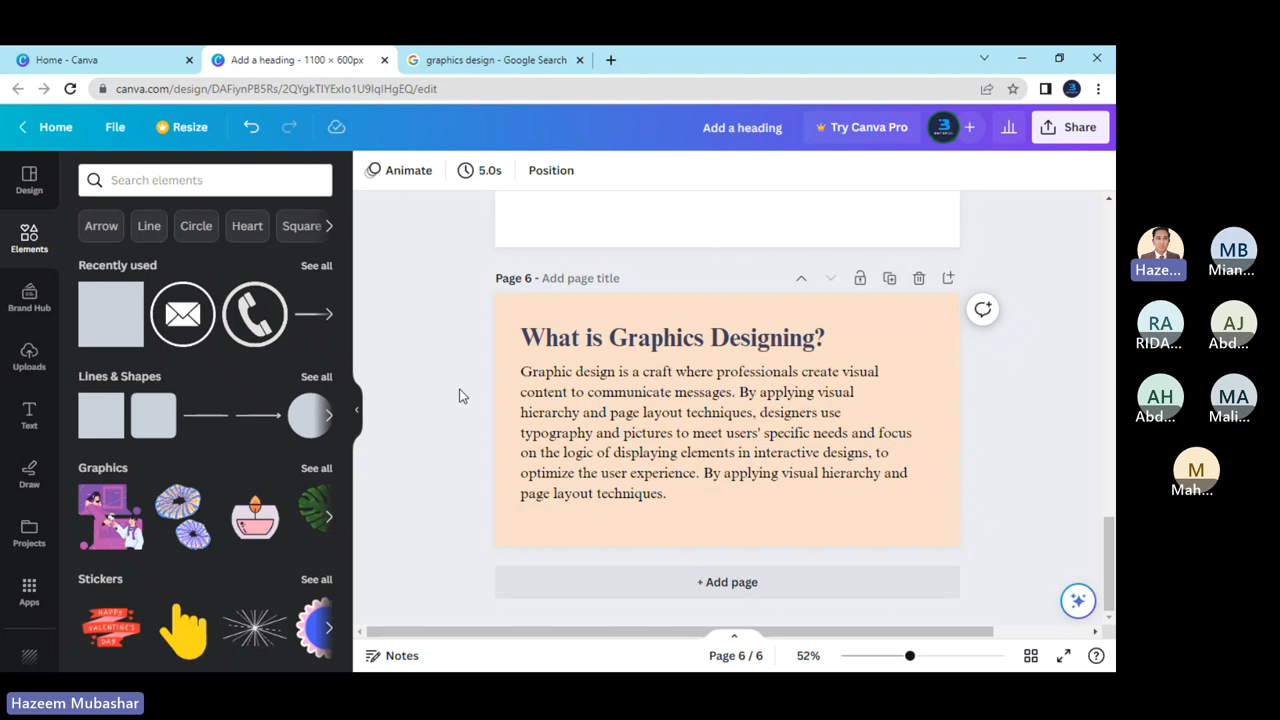 Home - Canva
Add a heading - 1100 × 600px
graphics design - Google Search
canva.com/design/DAFiynPB5Rs/2QYgkTIYExIo1U9lqIHgEQ/edit
Home
File
Resize
Add a heading
Try Canva Pro
Share
Design
Elements
Brand Hub
Uploads
Text
Draw
Projects
Apps
Search elements
Arrow
Line
Circle
Heart
Square
Recently used
See all
Lines & Shapes
See all
Graphics
See all
Stickers
See all
HAPPY
VALENTINE'S
DAY
Animate
5.0s
Position
Page 6 - Add page title
What is Graphics Designing?
Graphic design is a craft where professionals create visual
content to communicate messages. By applying visual
hierarchy and page layout techniques, designers use
typography and pictures to meet users' specific needs and focus
on the logic of displaying elements in interactive designs, to
optimize the user experience. By applying visual hierarchy and
page layout techniques.
+ Add page
Notes
Page 6 / 6
52%
Haze...
MB
Mian...
RA
RIDA...
AJ
Abd...
AH
Abd...
MA
Mali...
M
Mah...
Hazeem Mubashar